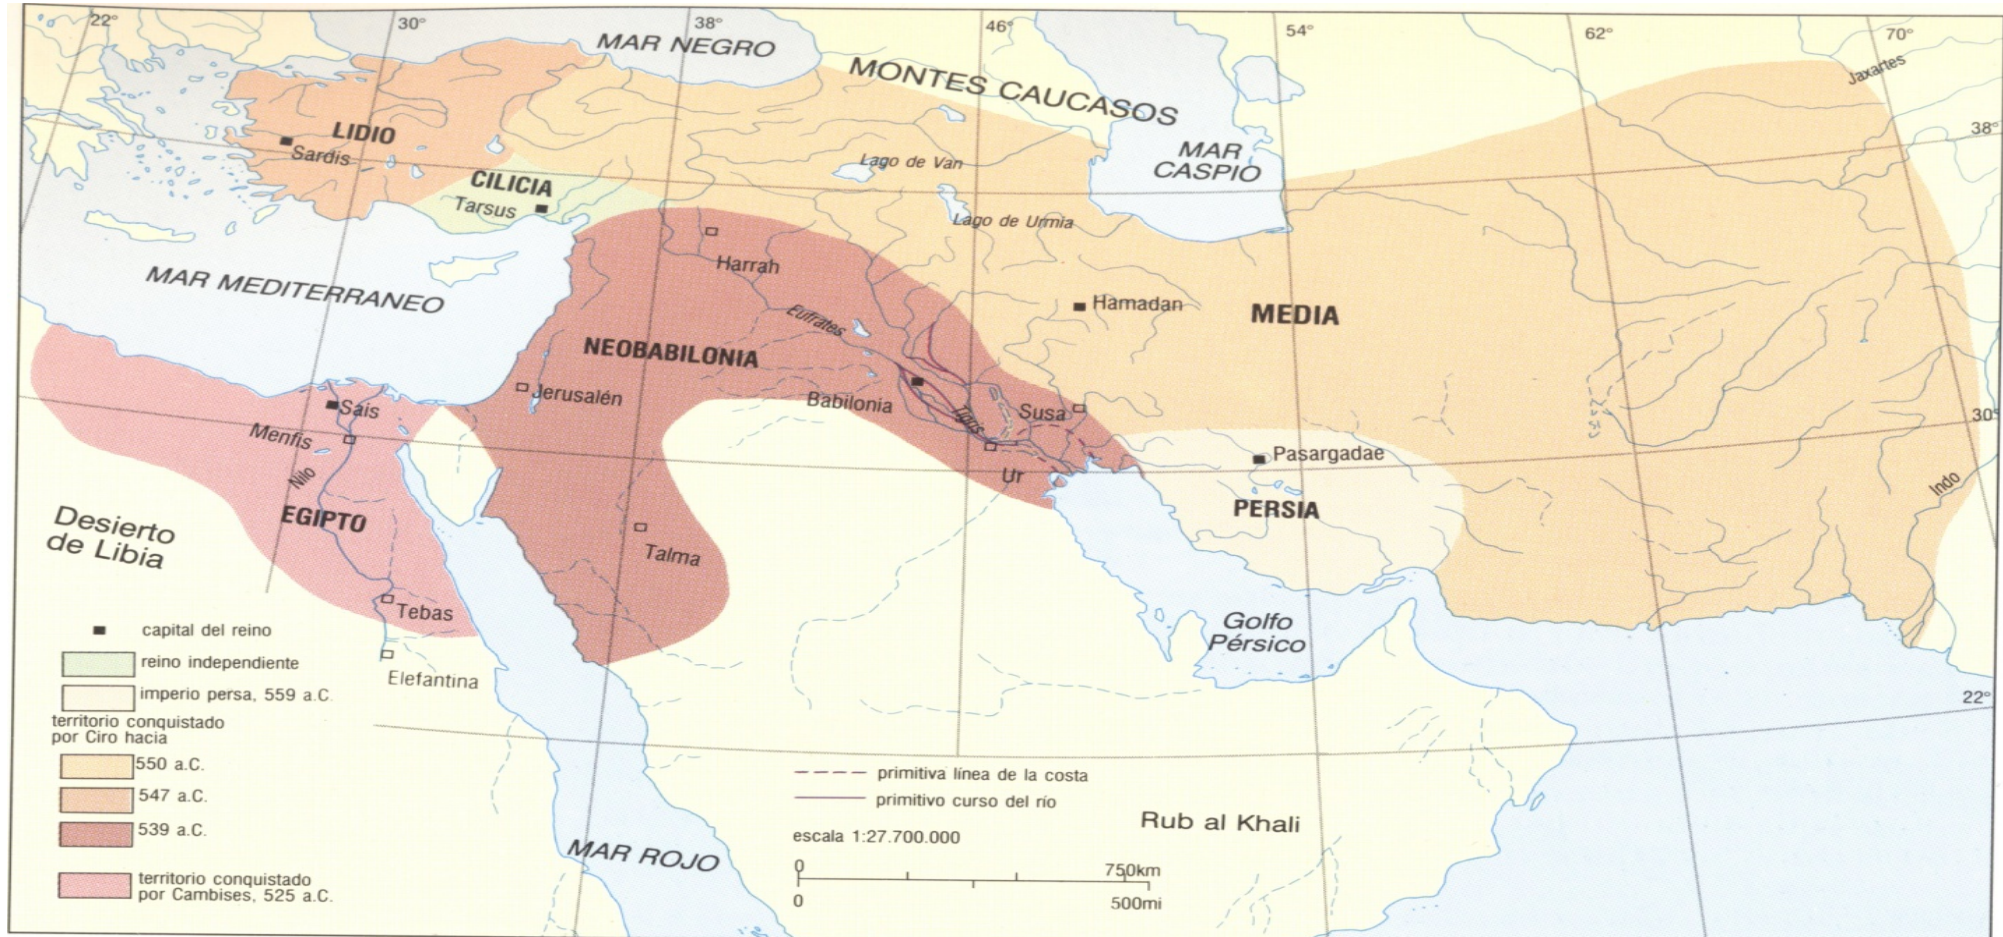 22°
30°
38°
46°
54°
62°
70°
MAR NEGRO
MONTES CAUCASOS
Jaxartes
38°
LIDIO
Sardis
MAR
CASPIO
Lago de Van
CILICIA
Tarsus
Lago de Urmia
Harrah
MAR MEDITERRANEO
Hamadan
MEDIA
Eufrates
NEOBABILONIA
Jerusalén
Babilonia
Tigris
Susa
30°
Sais
Menfis
Nilo
Pasargadae
Ur
Indo
PERSIA
EGIPTO
Desierto
de Libia
Talma
Tebas
Golfo
Pérsico
Elefantina
22°
capital del reino
reino independiente
imperio persa, 559 a.C.
territorio conquistado
por Ciro hacia
550 a.C.
547 a.C.
539 a.C.
territorio conquistado
por Cambises, 525 a.C.
primitiva línea de la costa
primitivo curso del río
escala 1:27.700.000
0
750km
0
500mi
Rub al Khali
MAR ROJO